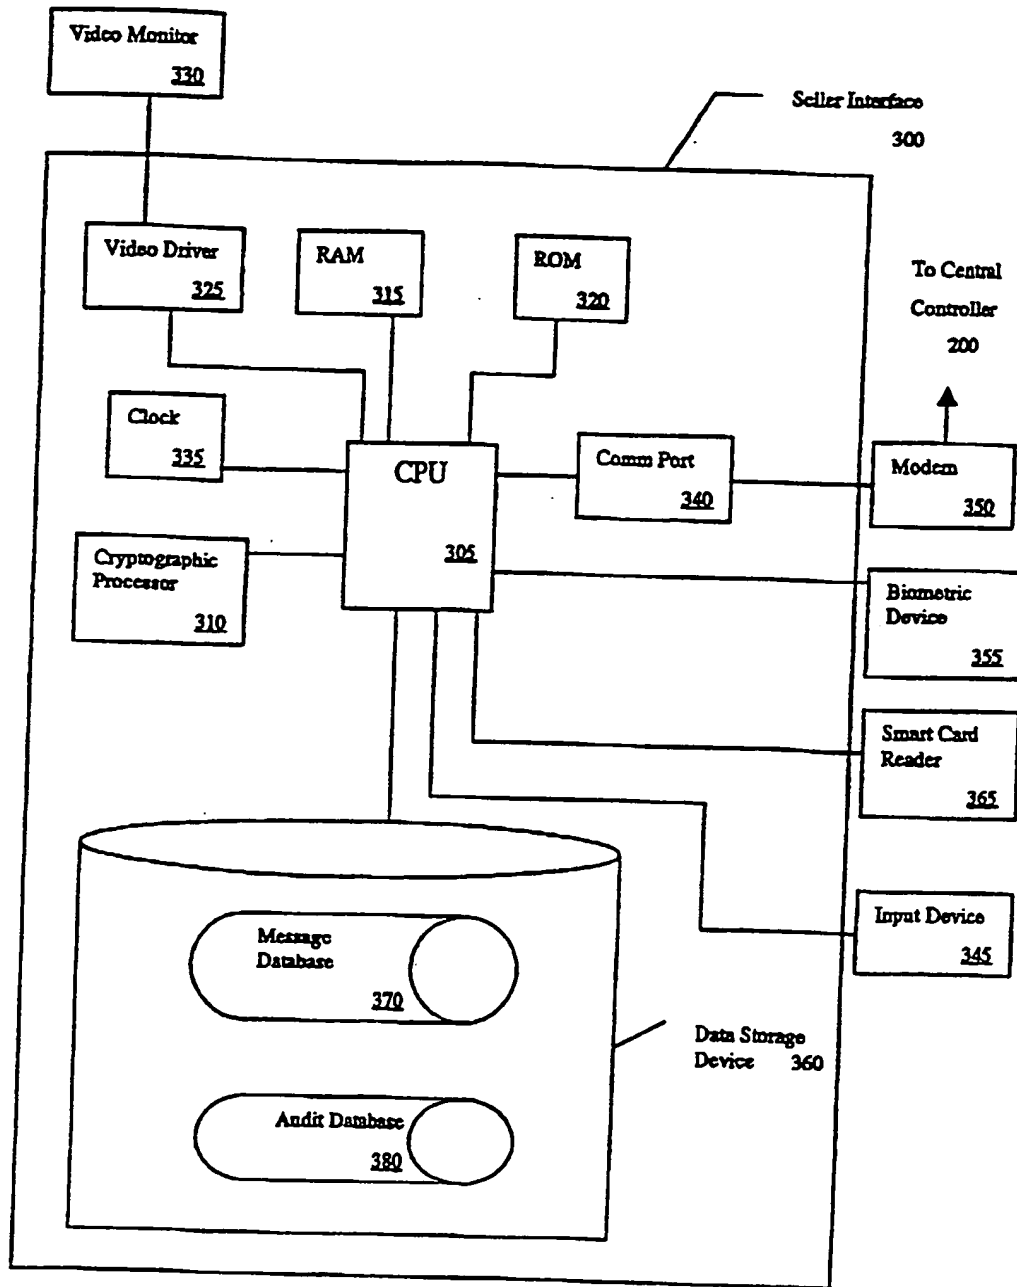 Video Monitor
330
Seller Interface
300
Video Driver
325
RAM
315
ROM
320
To Central
Controller
200
Clock
335
CPU
305
Comm Port
340
Modem
350
Cryptographic
Processor
310
Biometric
Device
355
Smart Card
Reader
365
Input Device
345
Message
Database
370
Data Storage
Device 360
Audit Database
380